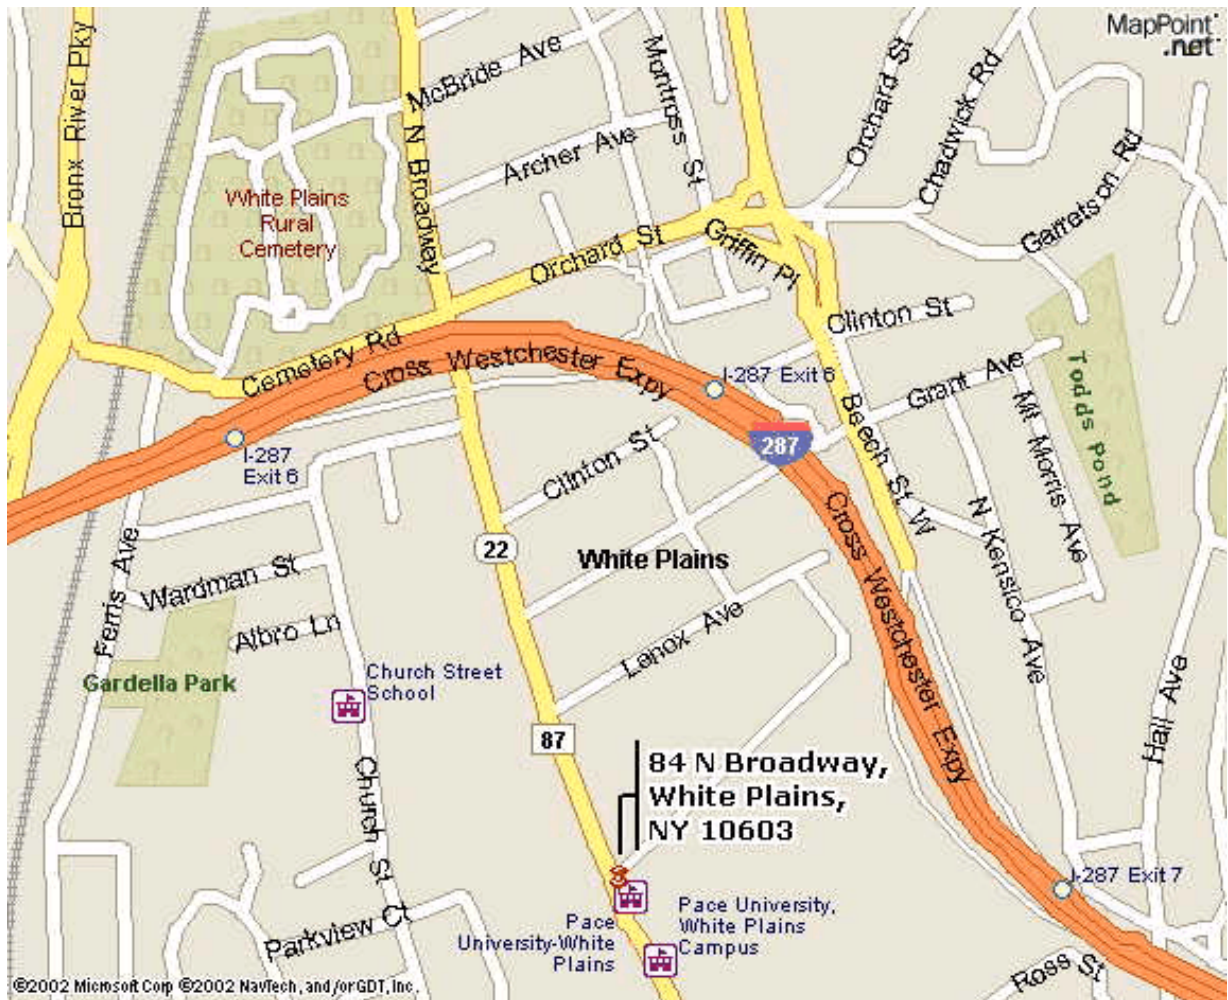 MapPoint
.net
Bronx River Pky
N Broadway
McBride Ave
Montross St
Archer Ave
Orchard St
Chadwick Rd
Garretson Rd
White Plains
Rural
Cemetery
Orchard St
Griffin Pl
Clinton St
Cemetery Rd
Cross Westchester Expy
I-287 Exit 6
Grant Ave
Todds Pond
Mt Morris Ave
Beech St W
287
I-287
Exit 6
Clinton St
N Kensico Ave
Cross Westchester Expy
22
White Plains
Ferris Ave
Wardman St
Albro Ln
Lenox Ave
Gardella Park
Church Street
School
Hall Ave
87
84 N Broadway,
White Plains,
NY 10603
Church St
I-287 Exit 7
Parkview Ct
Pace
University-White
Plains
Pace University,
White Plains
Campus
Ross St
©2002 Microsoft Corp ©2002 NavTech, and/or GDT, Inc.